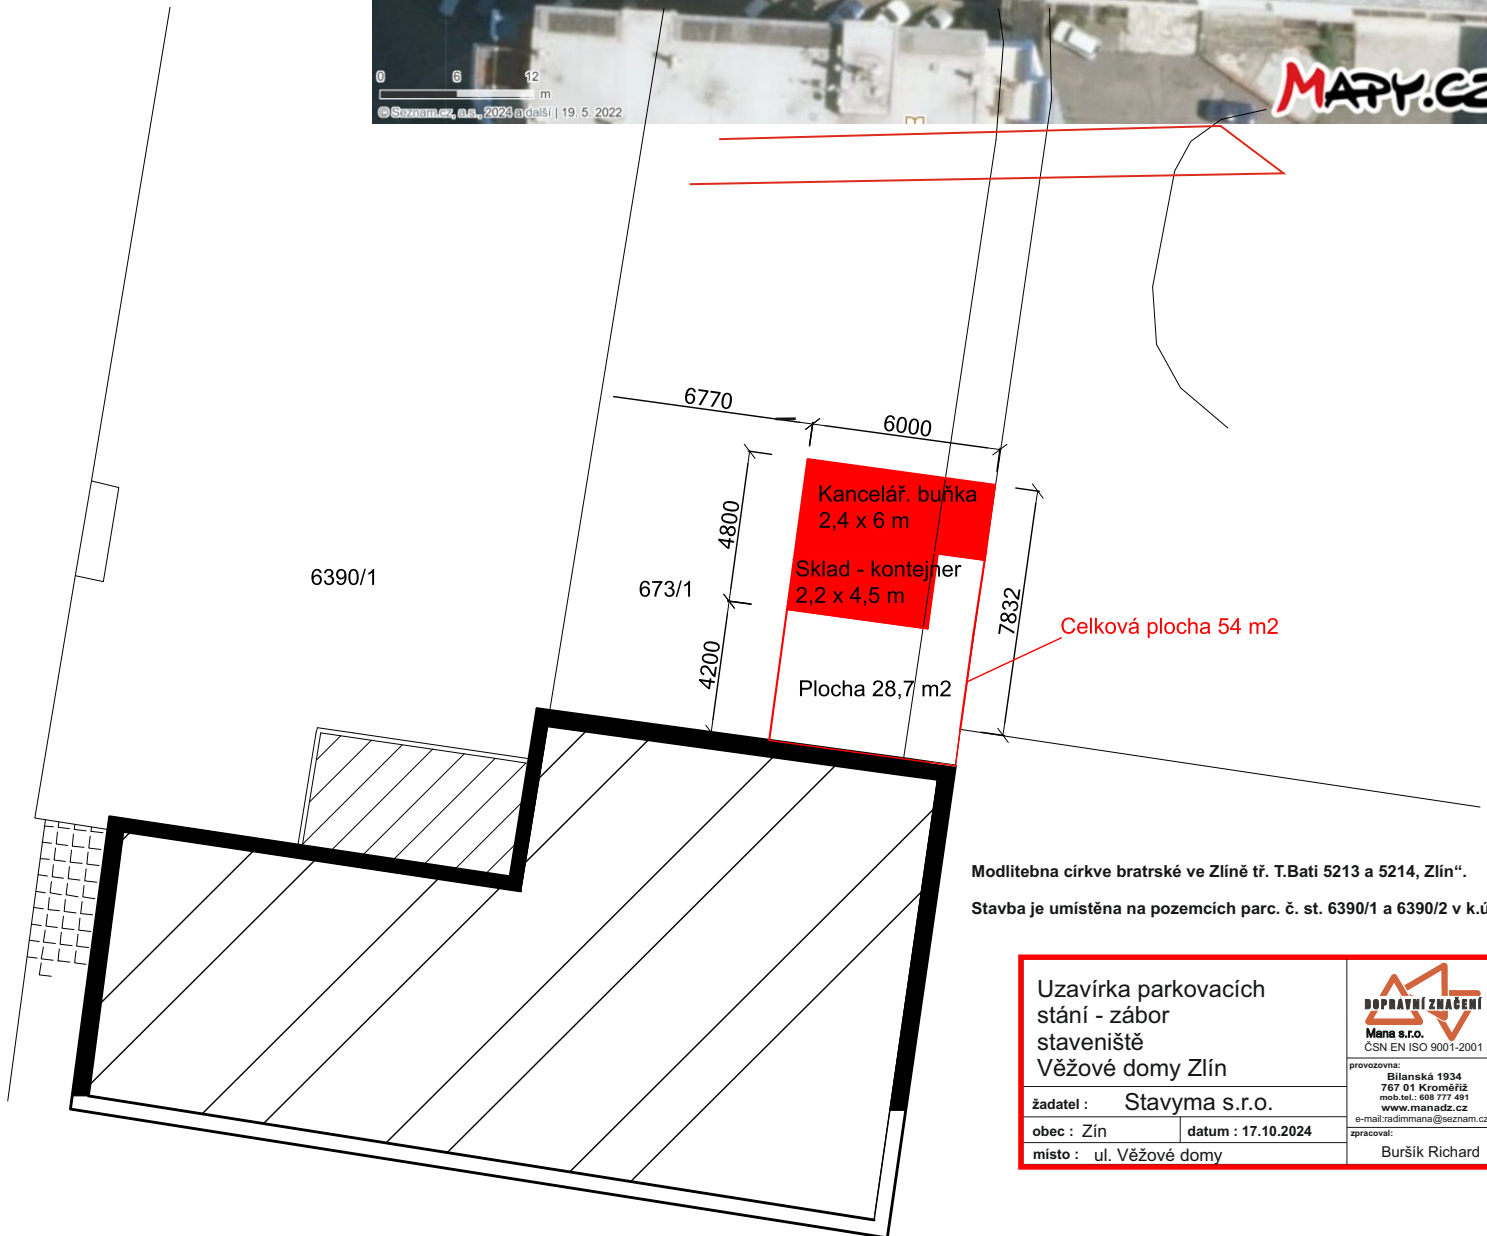 0 6 12
m
© Seznam.cz, a.s., 2024 a další | 19. 5. 2022
MAPY.CZ
6770
6000
4800
Kancelář. buňka
2,4 x 6 m
Sklad - kontejner
2,2 x 4,5 m
6390/1
673/1
7832
Celková plocha 54 m2
4200
Plocha 28,7 m2
Modlitebna církve bratrské ve Zlíně tř. T.Bati 5213 a 5214, Zlín“.
Stavba je umístěna na pozemcích parc. č. st. 6390/1 a 6390/2 v k.ú
Uzavírka parkovacích
stání - zábor
staveniště
Věžové domy Zlín
žadatel : Stavyma s.r.o.
obec : Zín
datum : 17.10.2024
místo : ul. Věžové domy
DOPRAVNÍ ZNAČENÍ
Mana s.r.o.
ČSN EN ISO 9001-2001
provozovna:
Bílanská 1934
767 01 Kroměříž
mob.tel.: 608 777 491
www.manadz.cz
e-mail:radimmana@seznam.cz
zpracoval:
Buršík Richard